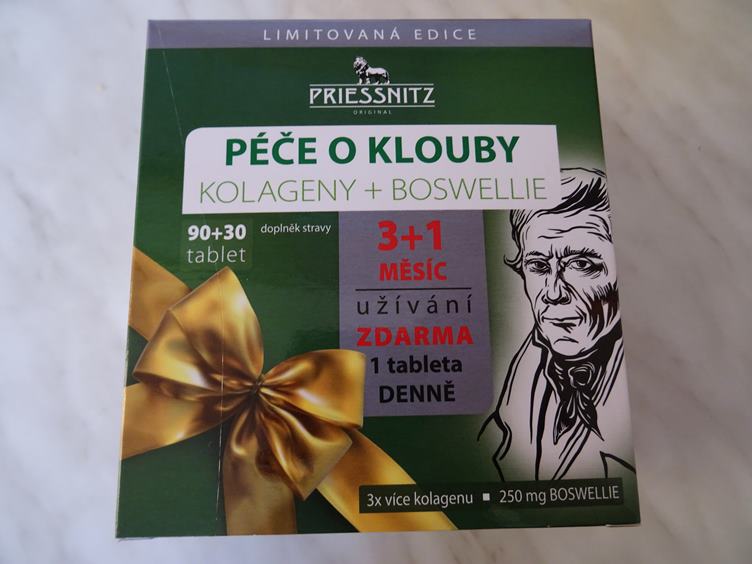 LIMITOVANÁ EDICE
PRIESSNITZ
ORIGINAL
PÉČE O KLOUBY
KOLAGENY + BOSWELLIE
90+30
tablet
doplněk stravy
3+1
MĚSÍC
užívání
ZDARMA
1 tableta
DENNĚ
3x více kolagenu ■ 250 mg BOSWELLIE